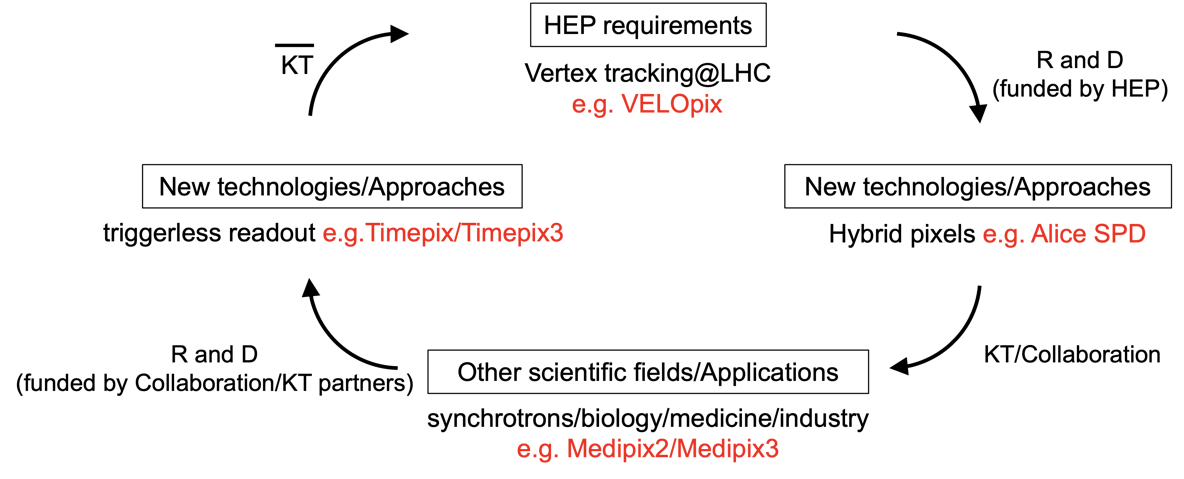 HEP requirements
Vertex tracking@LHC
e.g. VELOpix
K̅T̅
R and D
(funded by HEP)
New technologies/Approaches
triggerless readout e.g.Timepix/Timepix3
New technologies/Approaches
Hybrid pixels e.g. Alice SPD
R and D
(funded by Collaboration/KT partners)
KT/Collaboration
Other scientific fields/Applications
synchrotrons/biology/medicine/industry
e.g. Medipix2/Medipix3